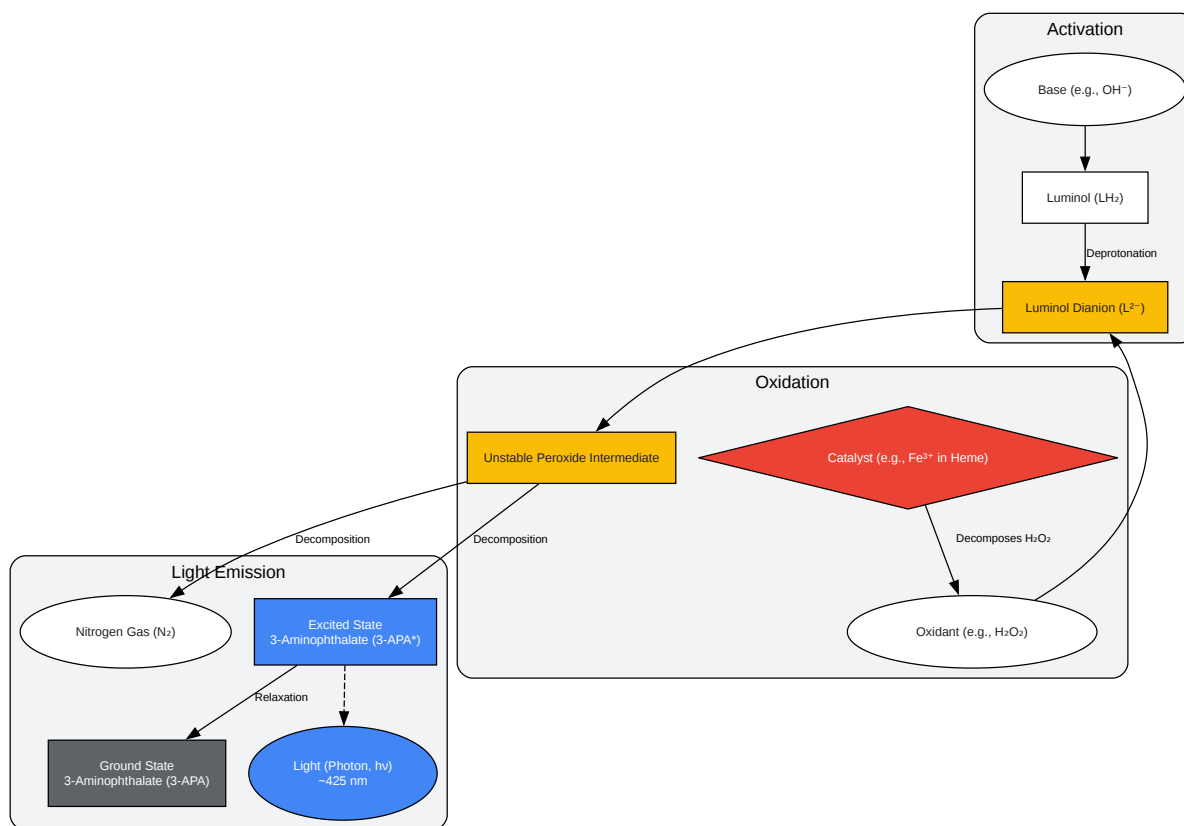 Activation
Base (e.g., OH⁻)
Luminol (LH₂)
Deprotonation
Luminol Dianion (L²⁻)
Oxidation
Unstable Peroxide Intermediate
Catalyst (e.g., Fe³⁺ in Heme)
Decomposition
Decomposition
Decomposes H₂O₂
Light Emission
Nitrogen Gas (N₂)
Excited State
3-Aminophthalate (3-APA*)
Oxidant (e.g., H₂O₂)
Relaxation
Ground State
3-Aminophthalate (3-APA)
Light (Photon, hν)
~425 nm